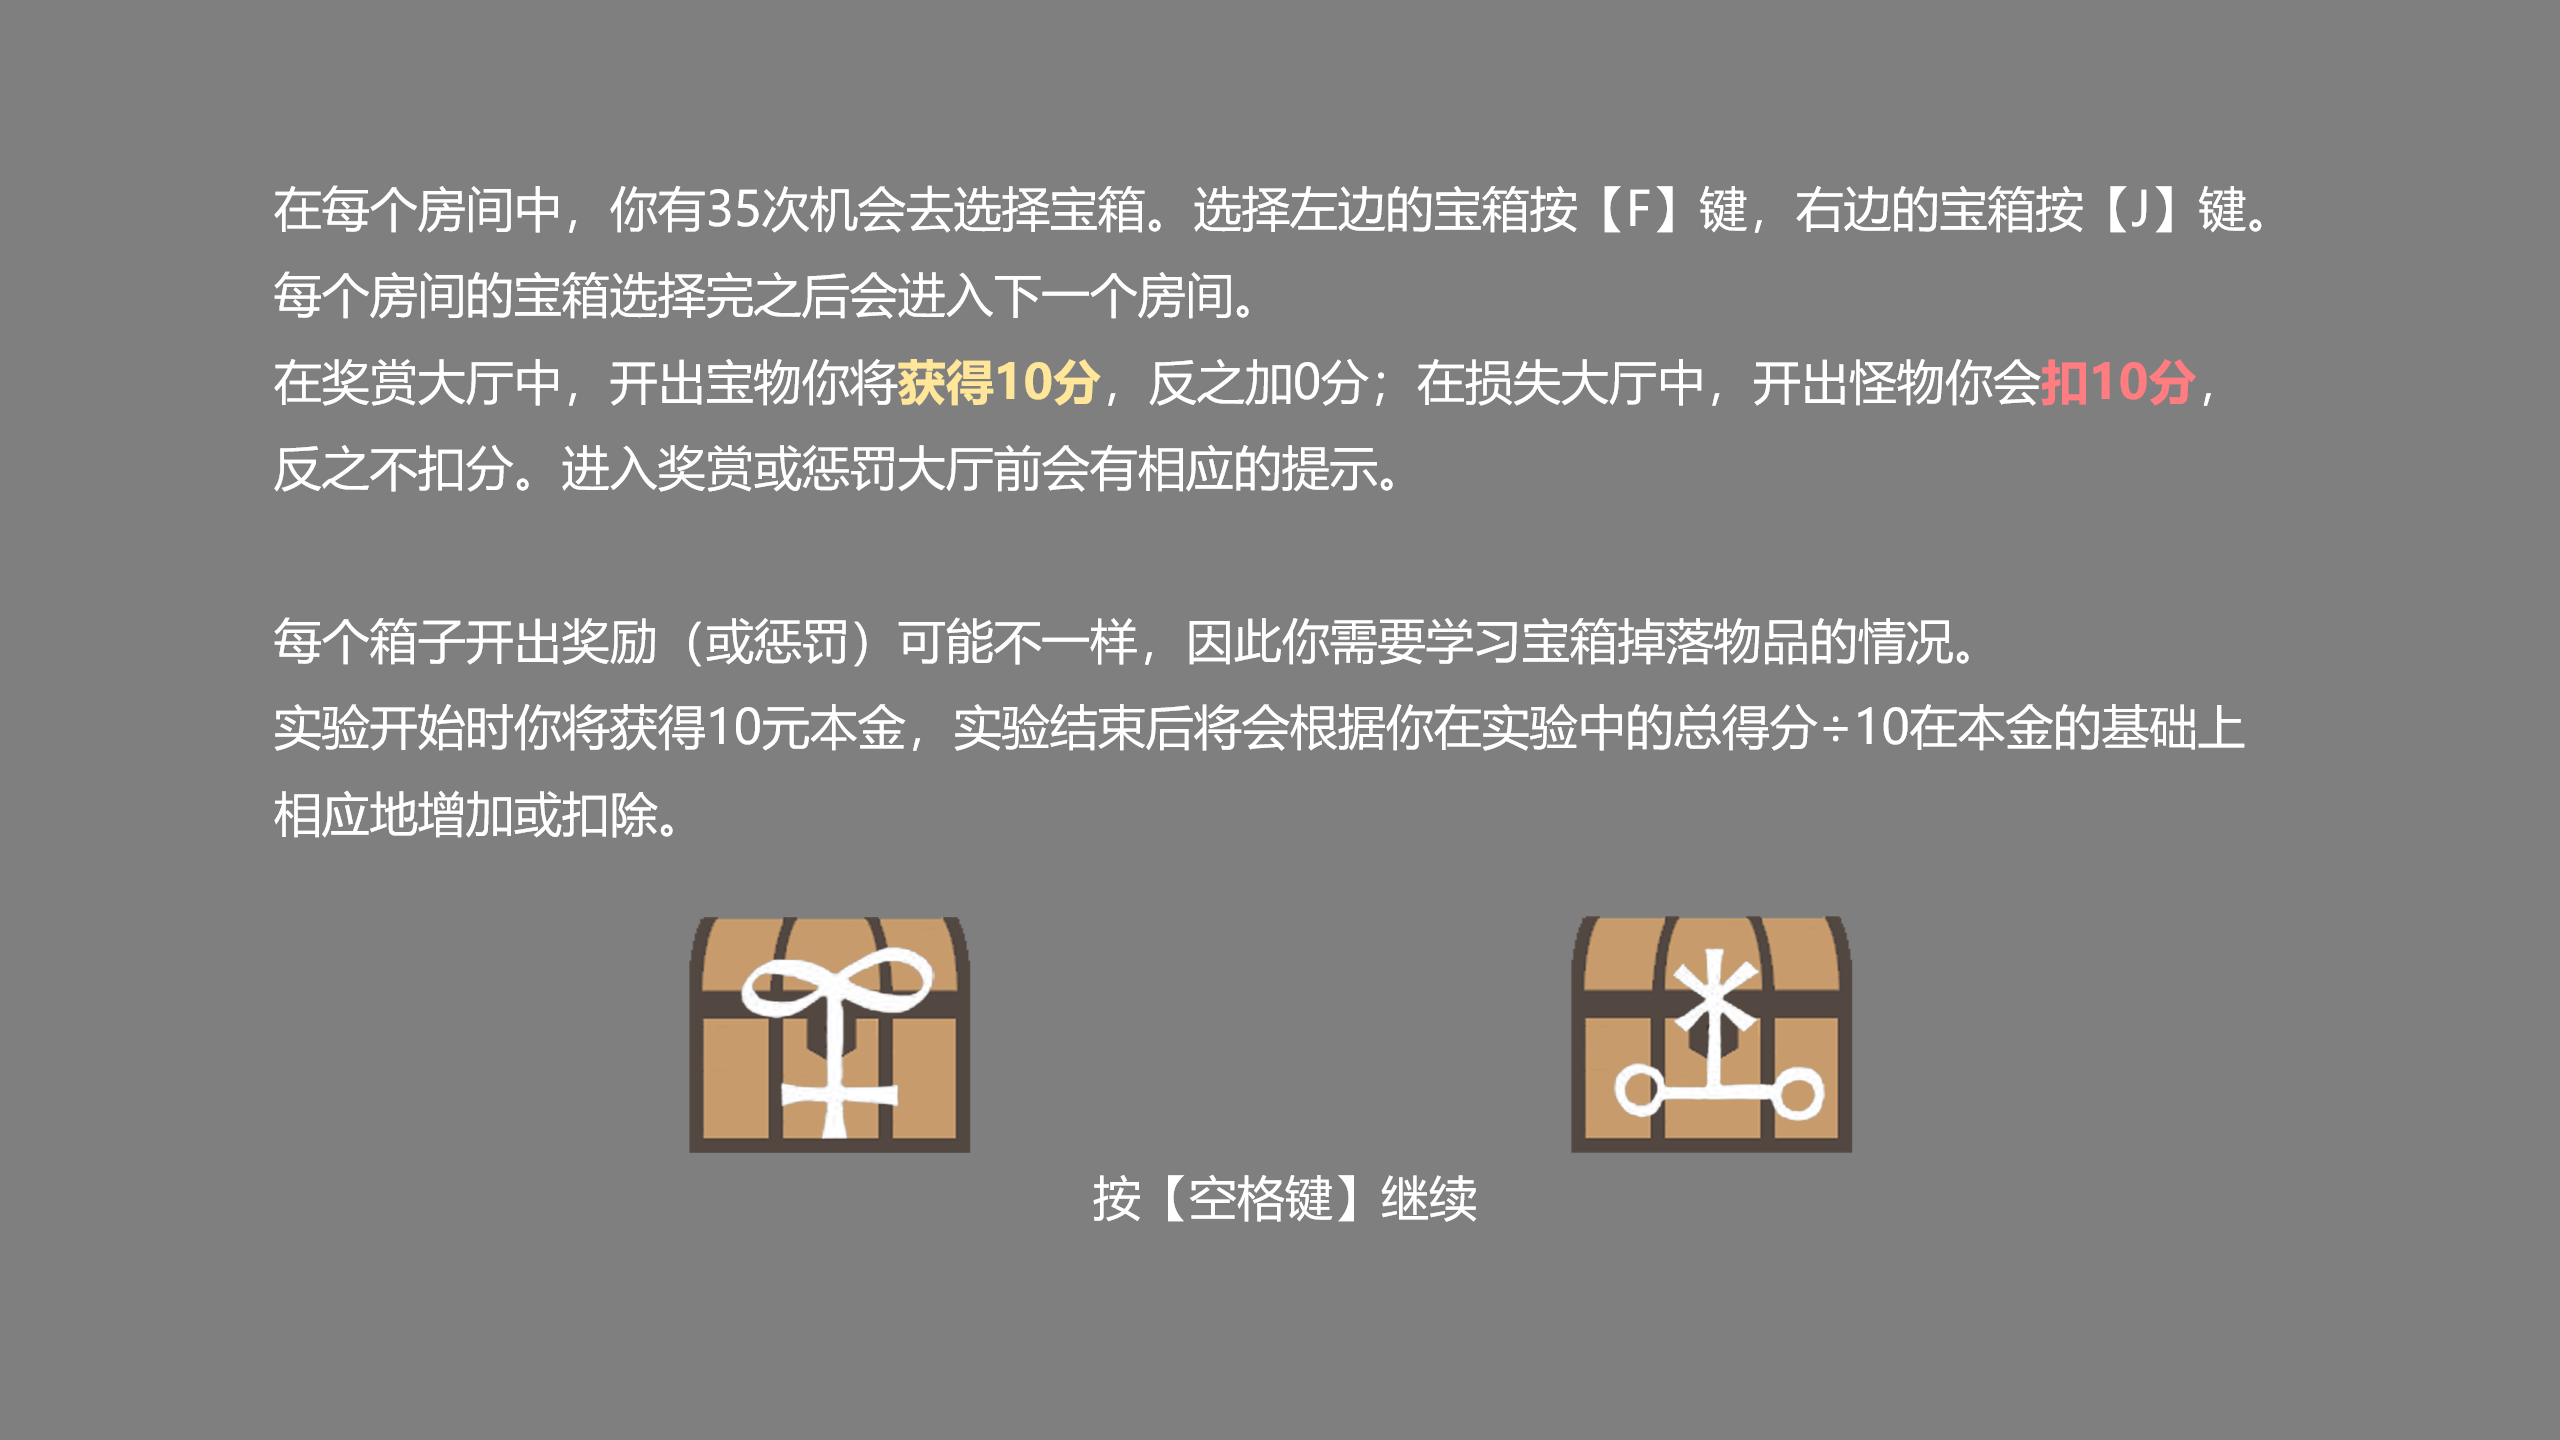 在每个房间中，你有35次机会去选择宝箱。选择左边的宝箱按【F】键，右边的宝箱按【J】键。
每个房间的宝箱选择完之后会进入下一个房间。
在奖赏大厅中，开出宝物你将获得10分，反之加0分；在损失大厅中，开出怪物你会扣10分，
反之不扣分。进入奖赏或惩罚大厅前会有相应的提示。
每个箱子开出奖励（或惩罚）可能不一样，因此你需要学习宝箱掉落物品的情况。
实验开始时你将获得10元本金，实验结束后将会根据你在实验中的总得分÷10在本金的基础上
相应地增加或扣除。
按【空格键】继续